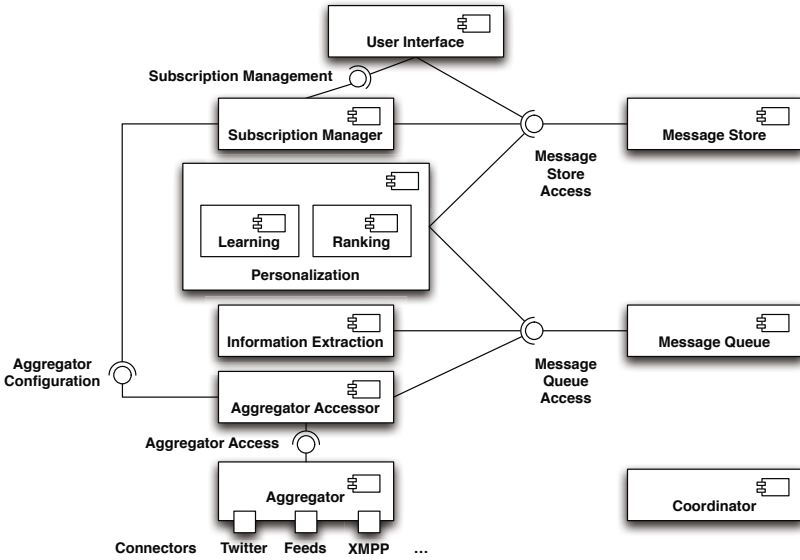 User Interface
Subscription Management
Subscription Manager
Message Store
Message
Store
Access
Learning
Ranking
Personalization
Information Extraction
Message Queue
Aggregator
Configuration
Message
Queue
Access
Aggregator Accessor
Aggregator Access
Aggregator
Coordinator
Connectors Twitter Feeds XMPP ...